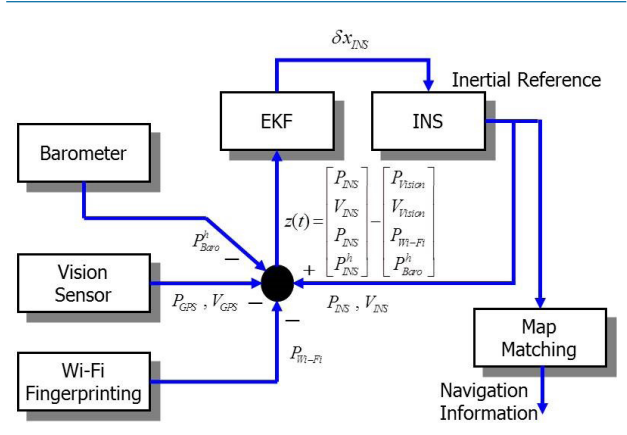 δx_INS
Inertial Reference
EKF
INS
Barometer
z(t) = [P_INS V_INS P_INS P^h_INS] − [P_Vision V_Vision P_Wi-Fi P^h_Baro]
P^h_Baro
−
+
Vision
Sensor
P_GPS , V_GPS −
P_INS , V_INS
−
Map
Matching
P_Wi-Fi
Wi-Fi
Fingerprinting
Navigation
Information